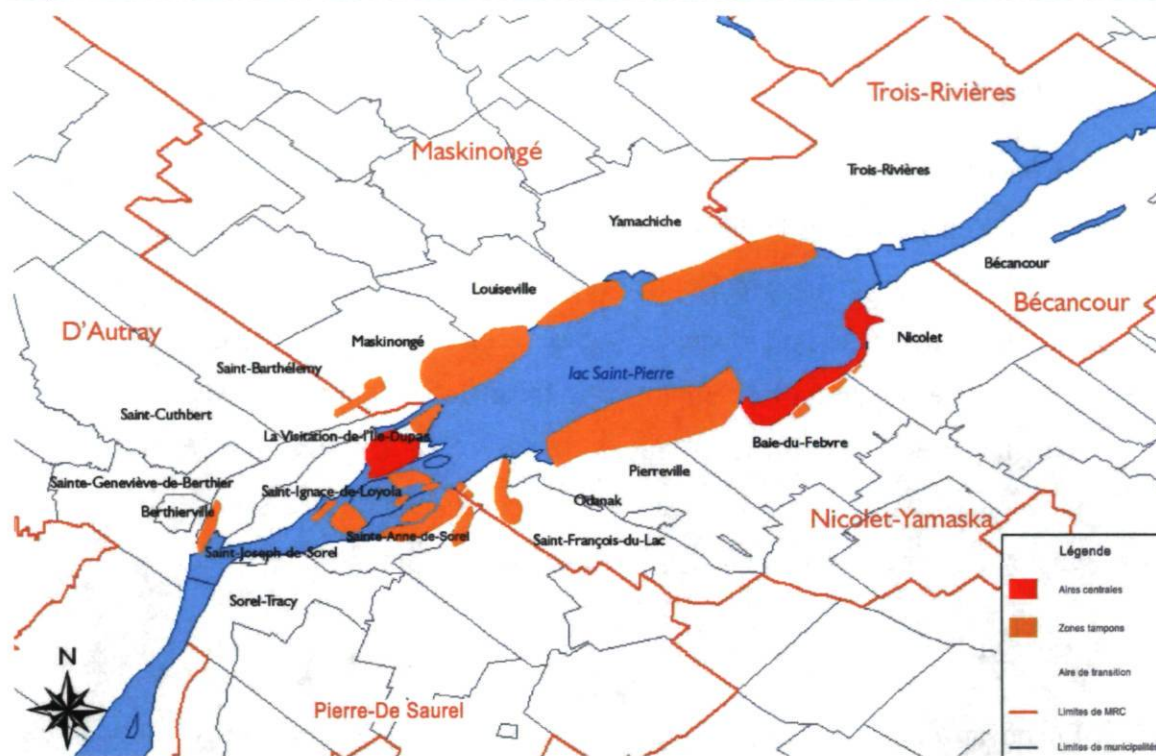 Trois-Rivières
Maskinongé
Trois-Rivières
Yamachiche
Bécancour
Louiseville
Bécancour
D'Autray
Maskinongé
Nicolet
Saint-Barthélemy
lac Saint-Pierre
Saint-Cuthbert
La Visitation-de-l'Île-Dupas
Baie-du-Febvre
Pierreville
Sainte-Geneviève-de-Berthier
Saint-Ignace-de-Loyola
Odanak
Berthierville
Nicolet-Yamaska
Sainte-Anne-de-Sorel
Saint-François-du-Lac
Saint-Joseph-de-Sorel
Sorel-Tracy
Pierre-De Saurel
N
Légende
Aires centrales
Zones tampons
Aire de transition
Limites de MRC
Limites de municipalités